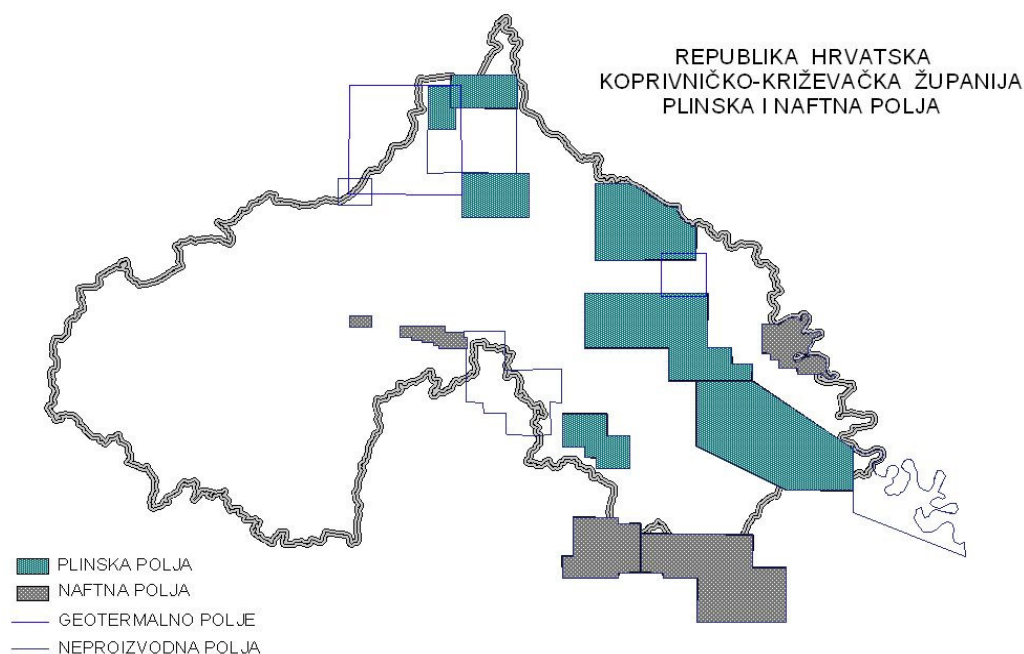 REPUBLIKA HRVATSKA
KOPRIVNIČKO-KRIŽEVAČKA ŽUPANIJA
PLINSKA I NAFTNA POLJA
PLINSKA POLJA
NAFTNA POLJA
GEOTERMALNO POLJE
NEPROIZVODNA POLJA